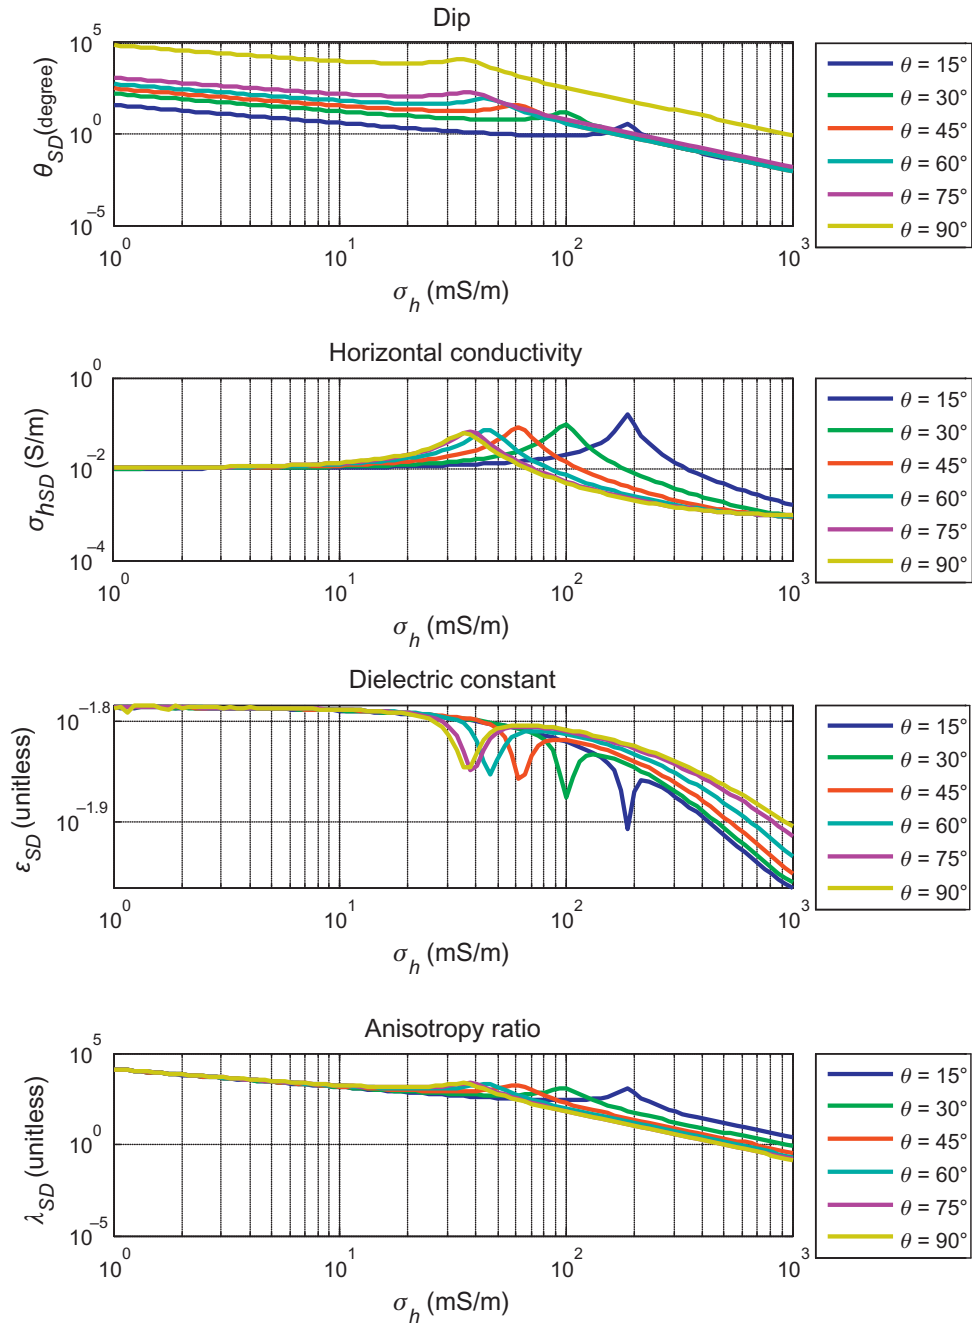 Dip
10^5
10^0
10^−5
θ_SD (degree)
10^0 10^1 10^2 10^3
σ_h (mS/m)
θ = 15°
θ = 30°
θ = 45°
θ = 60°
θ = 75°
θ = 90°
Horizontal conductivity
10^0
10^−2
10^−4
σ_hSD (S/m)
10^0 10^1 10^2 10^3
σ_h (mS/m)
θ = 15°
θ = 30°
θ = 45°
θ = 60°
θ = 75°
θ = 90°
Dielectric constant
10^−1.8
10^−1.9
ε_SD (unitless)
10^0 10^1 10^2 10^3
σ_h (mS/m)
θ = 15°
θ = 30°
θ = 45°
θ = 60°
θ = 75°
θ = 90°
Anisotropy ratio
10^5
10^0
10^−5
λ_SD (unitless)
10^0 10^1 10^2 10^3
σ_h (mS/m)
θ = 15°
θ = 30°
θ = 45°
θ = 60°
θ = 75°
θ = 90°